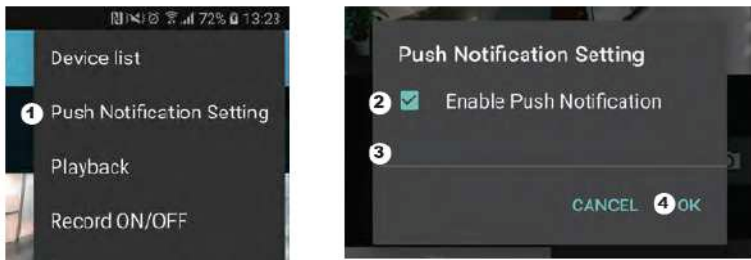 72% 13:23
Device list
1 Push Notification Setting
Playback
Record ON/OFF
Push Notification Setting
2 Enable Push Notification
3
CANCEL 4 OK